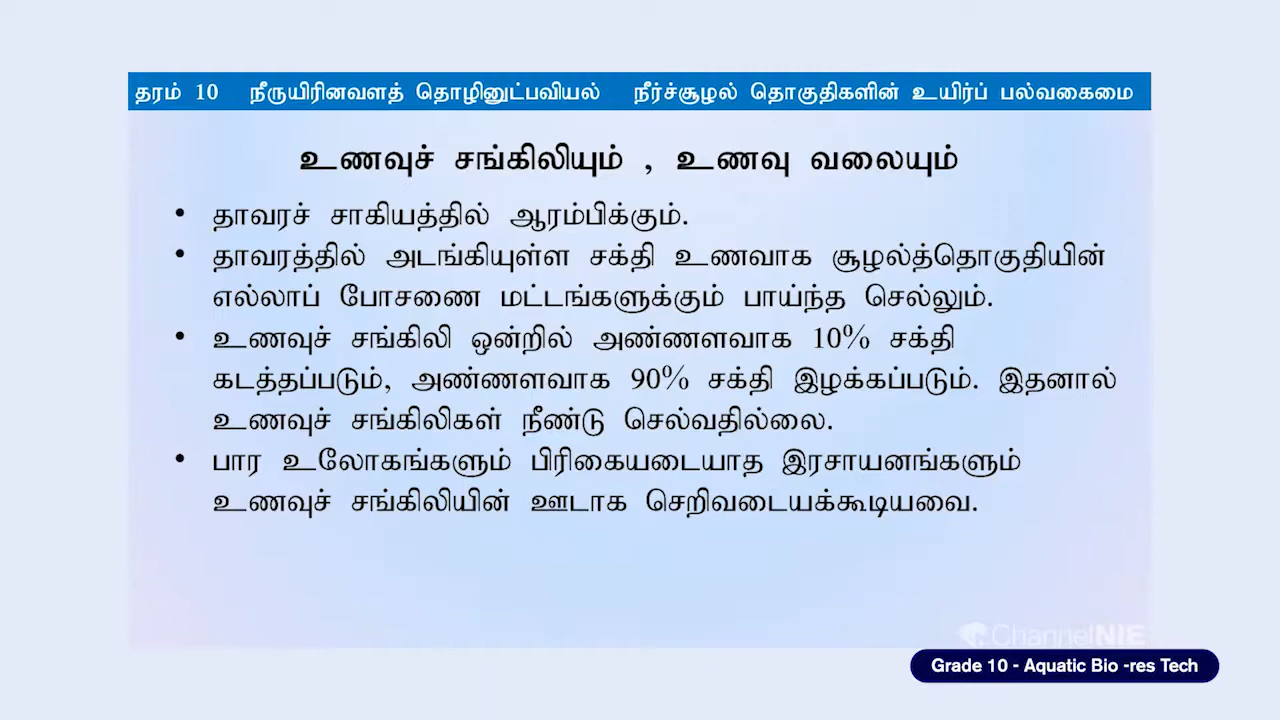 தரம் 10 நீருயிரினவளத் தொழினுட்பவியல் நீர்ச்சூழல் தொகுதிகளின் உயிர்ப் பல்வகைமை
உணவுச் சங்கிலியும் , உணவு வலையும்
• தாவரச் சாகியத்தில் ஆரம்பிக்கும்.
• தாவரத்தில் அடங்கியுள்ள சக்தி உணவாக சூழல்த்தொகுதியின்
எல்லாப் போசணை மட்டங்களுக்கும் பாய்ந்த செல்லும்.
• உணவுச் சங்கிலி ஒன்றில் அண்ணளவாக 10% சக்தி
கடத்தப்படும், அண்ணளவாக 90% சக்தி இழக்கப்படும். இதனால்
உணவுச் சங்கிலிகள் நீண்டு செல்வதில்லை.
• பார உலோகங்களும் பிரிகையடையாத இரசாயனங்களும்
உணவுச் சங்கிலியின் ஊடாக செறிவடையக்கூடியவை.
ChannelNIE
Grade 10 - Aquatic Bio -res Tech